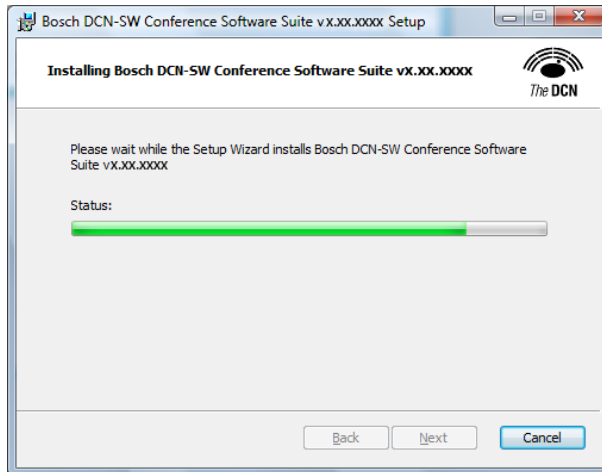 Bosch DCN-SW Conference Software Suite vx.xx.xxxx Setup
Installing Bosch DCN-SW Conference Software Suite vx.xx.xxxx
The DCN
Please wait while the Setup Wizard installs Bosch DCN-SW Conference Software
Suite vx.xx.xxxx
Status:
Back Next Cancel